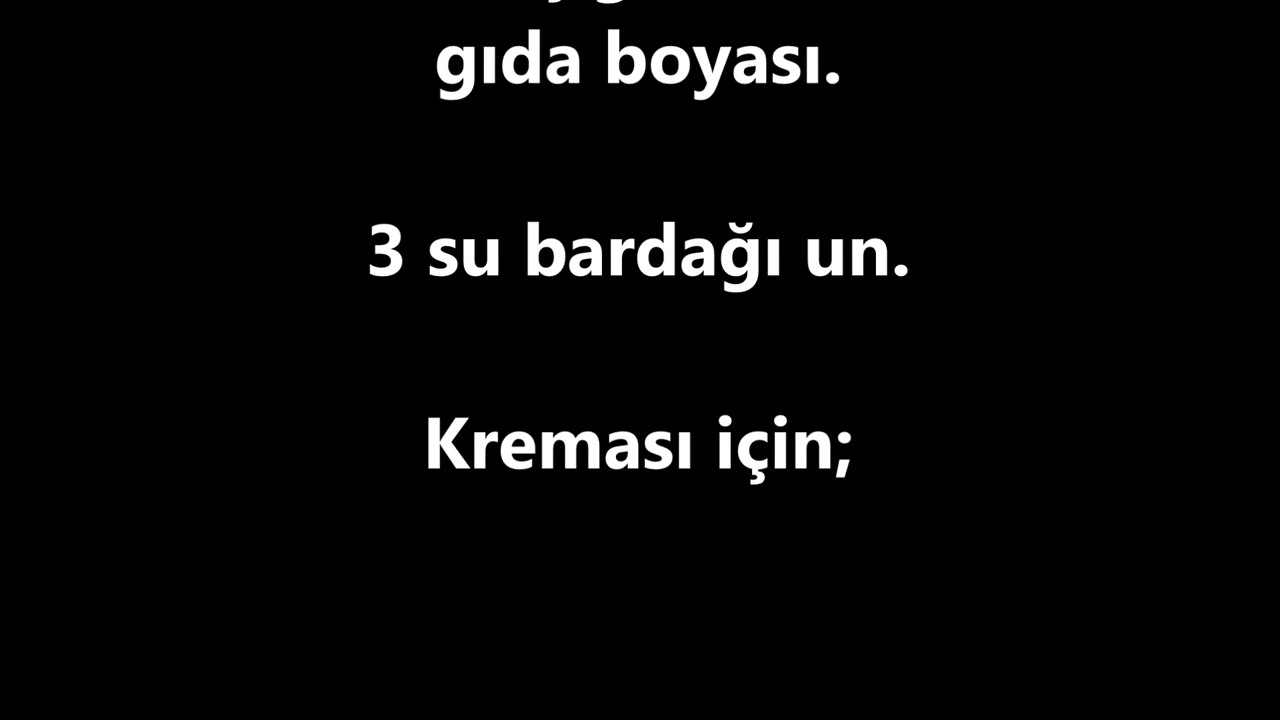 gıda boyası.
3 su bardağı un.
Kreması için;